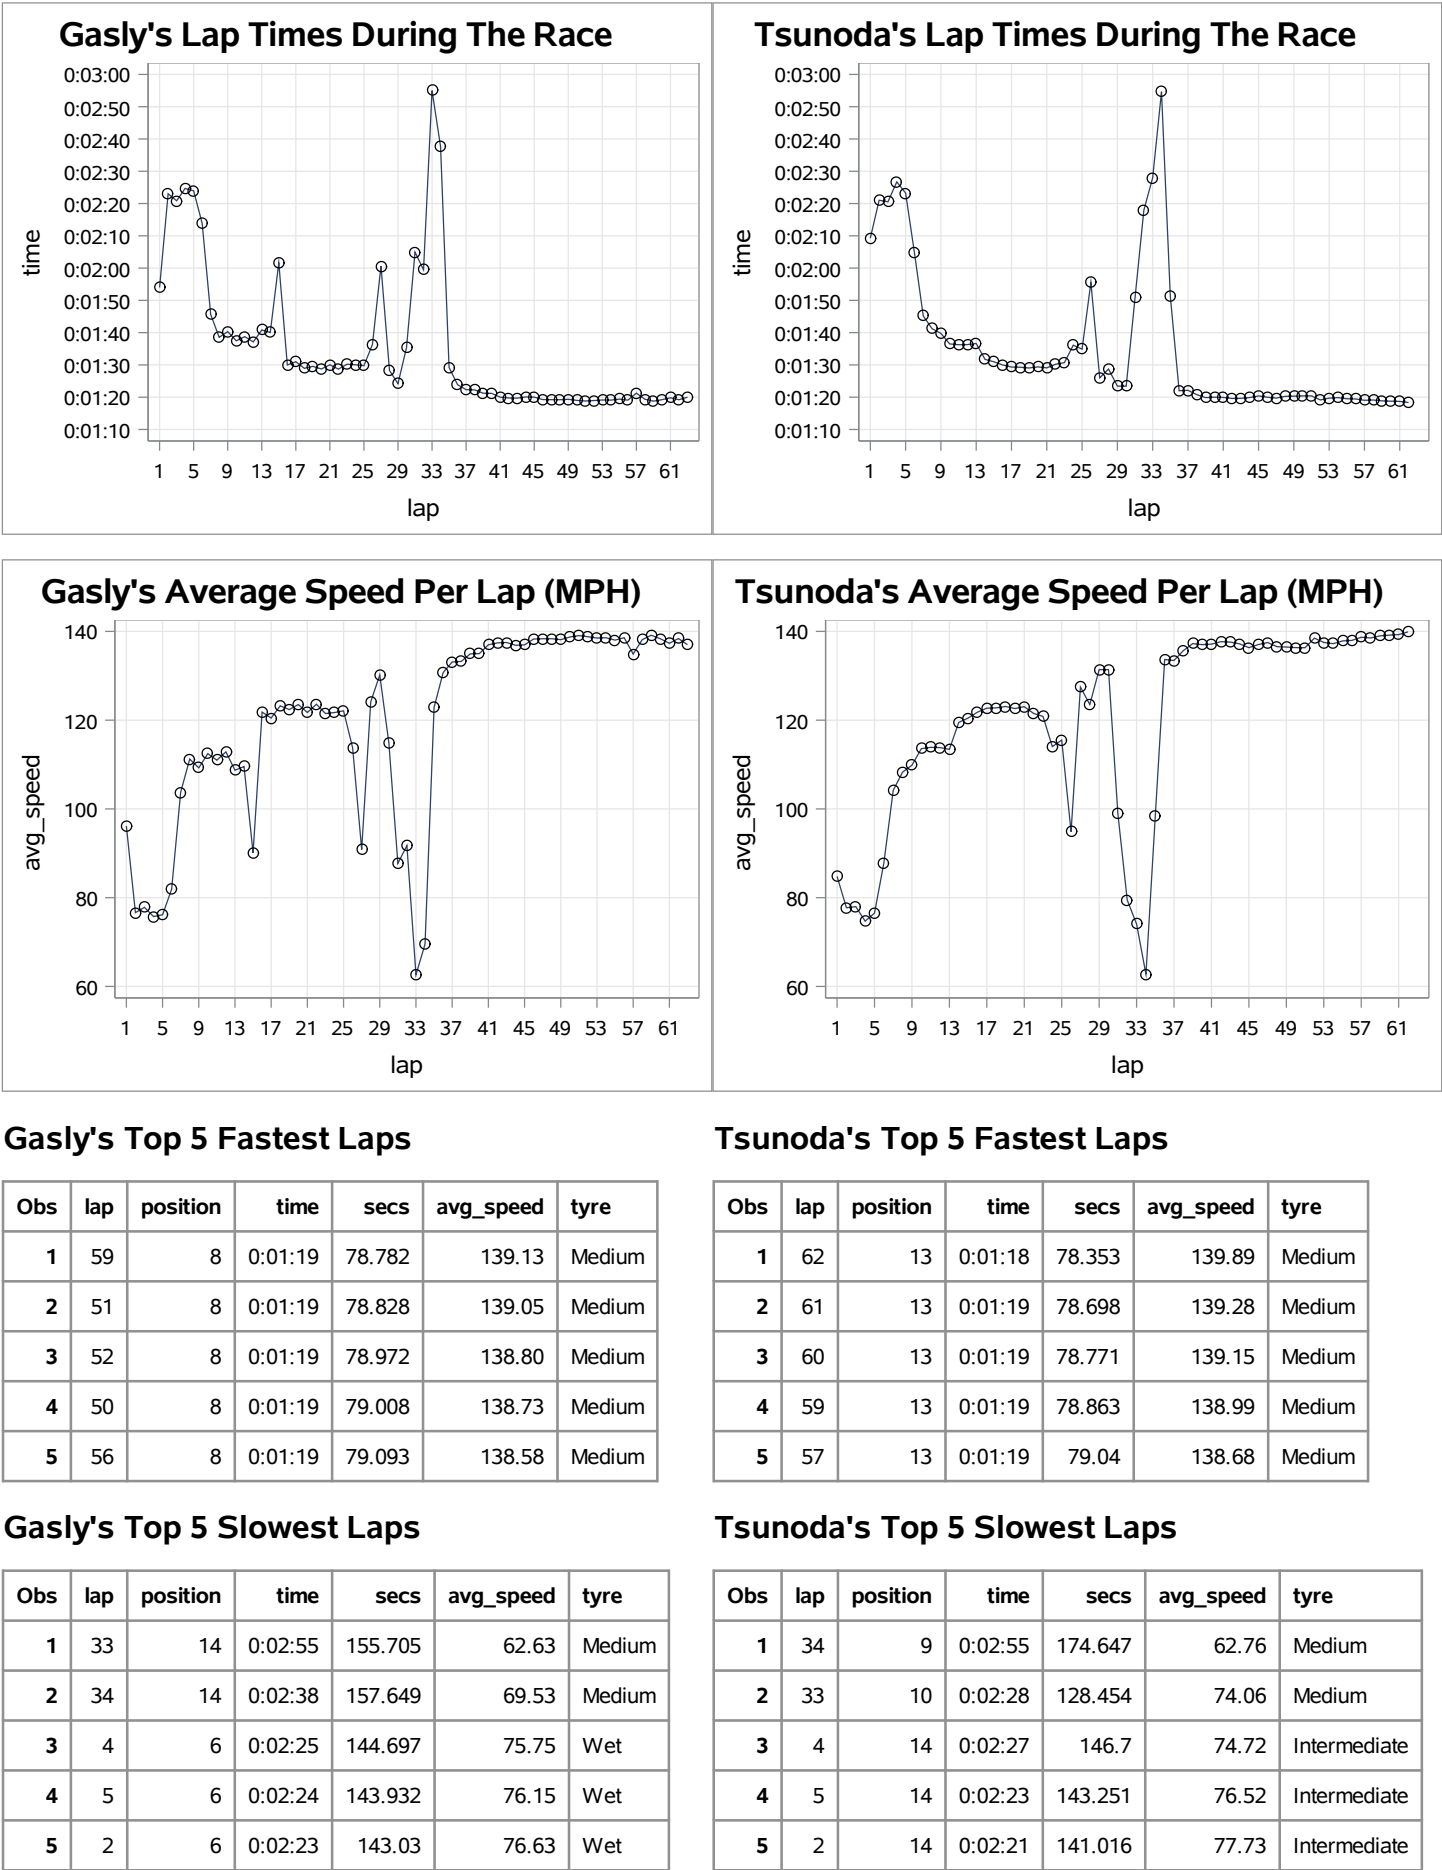 Gasly's Lap Times During The Race
0:03:00
0:02:50
0:02:40
0:02:30
0:02:20
0:02:10
0:02:00
0:01:50
0:01:40
0:01:30
0:01:20
0:01:10
time
1 5 9 13 17 21 25 29 33 37 41 45 49 53 57 61
lap
Tsunoda's Lap Times During The Race
0:03:00
0:02:50
0:02:40
0:02:30
0:02:20
0:02:10
0:02:00
0:01:50
0:01:40
0:01:30
0:01:20
0:01:10
time
1 5 9 13 17 21 25 29 33 37 41 45 49 53 57 61
lap
Gasly's Average Speed Per Lap (MPH)
140
120
100
80
60
avg_speed
1 5 9 13 17 21 25 29 33 37 41 45 49 53 57 61
lap
Tsunoda's Average Speed Per Lap (MPH)
140
120
100
80
60
avg_speed
1 5 9 13 17 21 25 29 33 37 41 45 49 53 57 61
lap
Gasly's Top 5 Fastest Laps
Obs lap position time secs avg_speed tyre
1 59 8 0:01:19 78.782 139.13 Medium
2 51 8 0:01:19 78.828 139.05 Medium
3 52 8 0:01:19 78.972 138.80 Medium
4 50 8 0:01:19 79.008 138.73 Medium
5 56 8 0:01:19 79.093 138.58 Medium
Tsunoda's Top 5 Fastest Laps
Obs lap position time secs avg_speed tyre
1 62 13 0:01:18 78.353 139.89 Medium
2 61 13 0:01:19 78.698 139.28 Medium
3 60 13 0:01:19 78.771 139.15 Medium
4 59 13 0:01:19 78.863 138.99 Medium
5 57 13 0:01:19 79.04 138.68 Medium
Gasly's Top 5 Slowest Laps
Obs lap position time secs avg_speed tyre
1 33 14 0:02:55 155.705 62.63 Medium
2 34 14 0:02:38 157.649 69.53 Medium
3 4 6 0:02:25 144.697 75.75 Wet
4 5 6 0:02:24 143.932 76.15 Wet
5 2 6 0:02:23 143.03 76.63 Wet
Tsunoda's Top 5 Slowest Laps
Obs lap position time secs avg_speed tyre
1 34 9 0:02:55 174.647 62.76 Medium
2 33 10 0:02:28 128.454 74.06 Medium
3 4 14 0:02:27 146.7 74.72 Intermediate
4 5 14 0:02:23 143.251 76.52 Intermediate
5 2 14 0:02:21 141.016 77.73 Intermediate